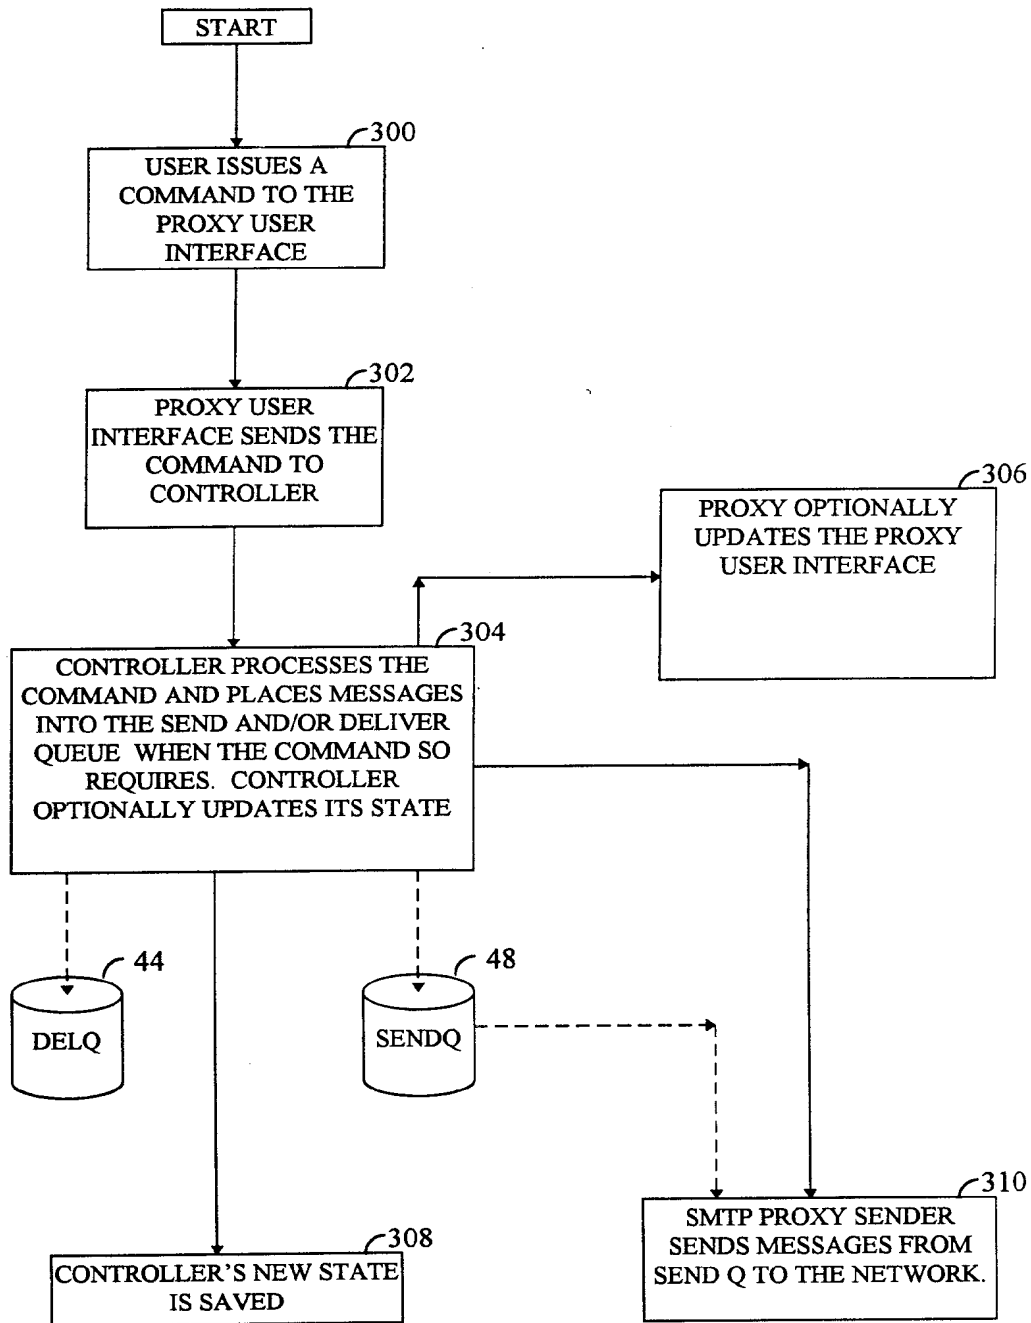 START
300
USER ISSUES A
COMMAND TO THE
PROXY USER
INTERFACE
302
PROXY USER
INTERFACE SENDS THE
COMMAND TO
CONTROLLER
306
PROXY OPTIONALLY
UPDATES THE PROXY
USER INTERFACE
304
CONTROLLER PROCESSES THE
COMMAND AND PLACES MESSAGES
INTO THE SEND AND/OR DELIVER
QUEUE WHEN THE COMMAND SO
REQUIRES. CONTROLLER
OPTIONALLY UPDATES ITS STATE
44
DELQ
48
SENDQ
308
CONTROLLER'S NEW STATE
IS SAVED
310
SMTP PROXY SENDER
SENDS MESSAGES FROM
SEND Q TO THE NETWORK.